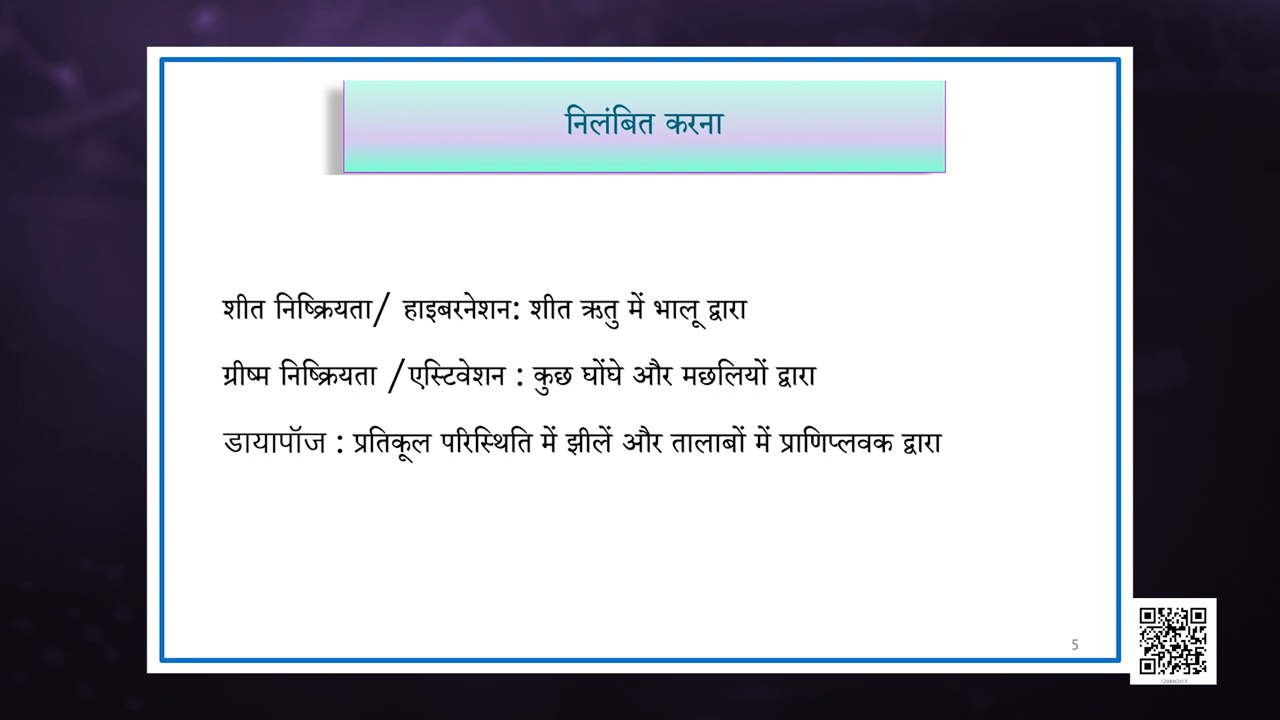 निलंबित करना
शीत निष्क्रियता/ हाइबरनेशन: शीत ऋतु में भालू द्वारा
ग्रीष्म निष्क्रियता /एस्टिवेशन : कुछ घोंघे और मछलियों द्वारा
डायापॉज : प्रतिकूल परिस्थिति में झीलें और तालाबों में प्राणिप्लवक द्वारा
5